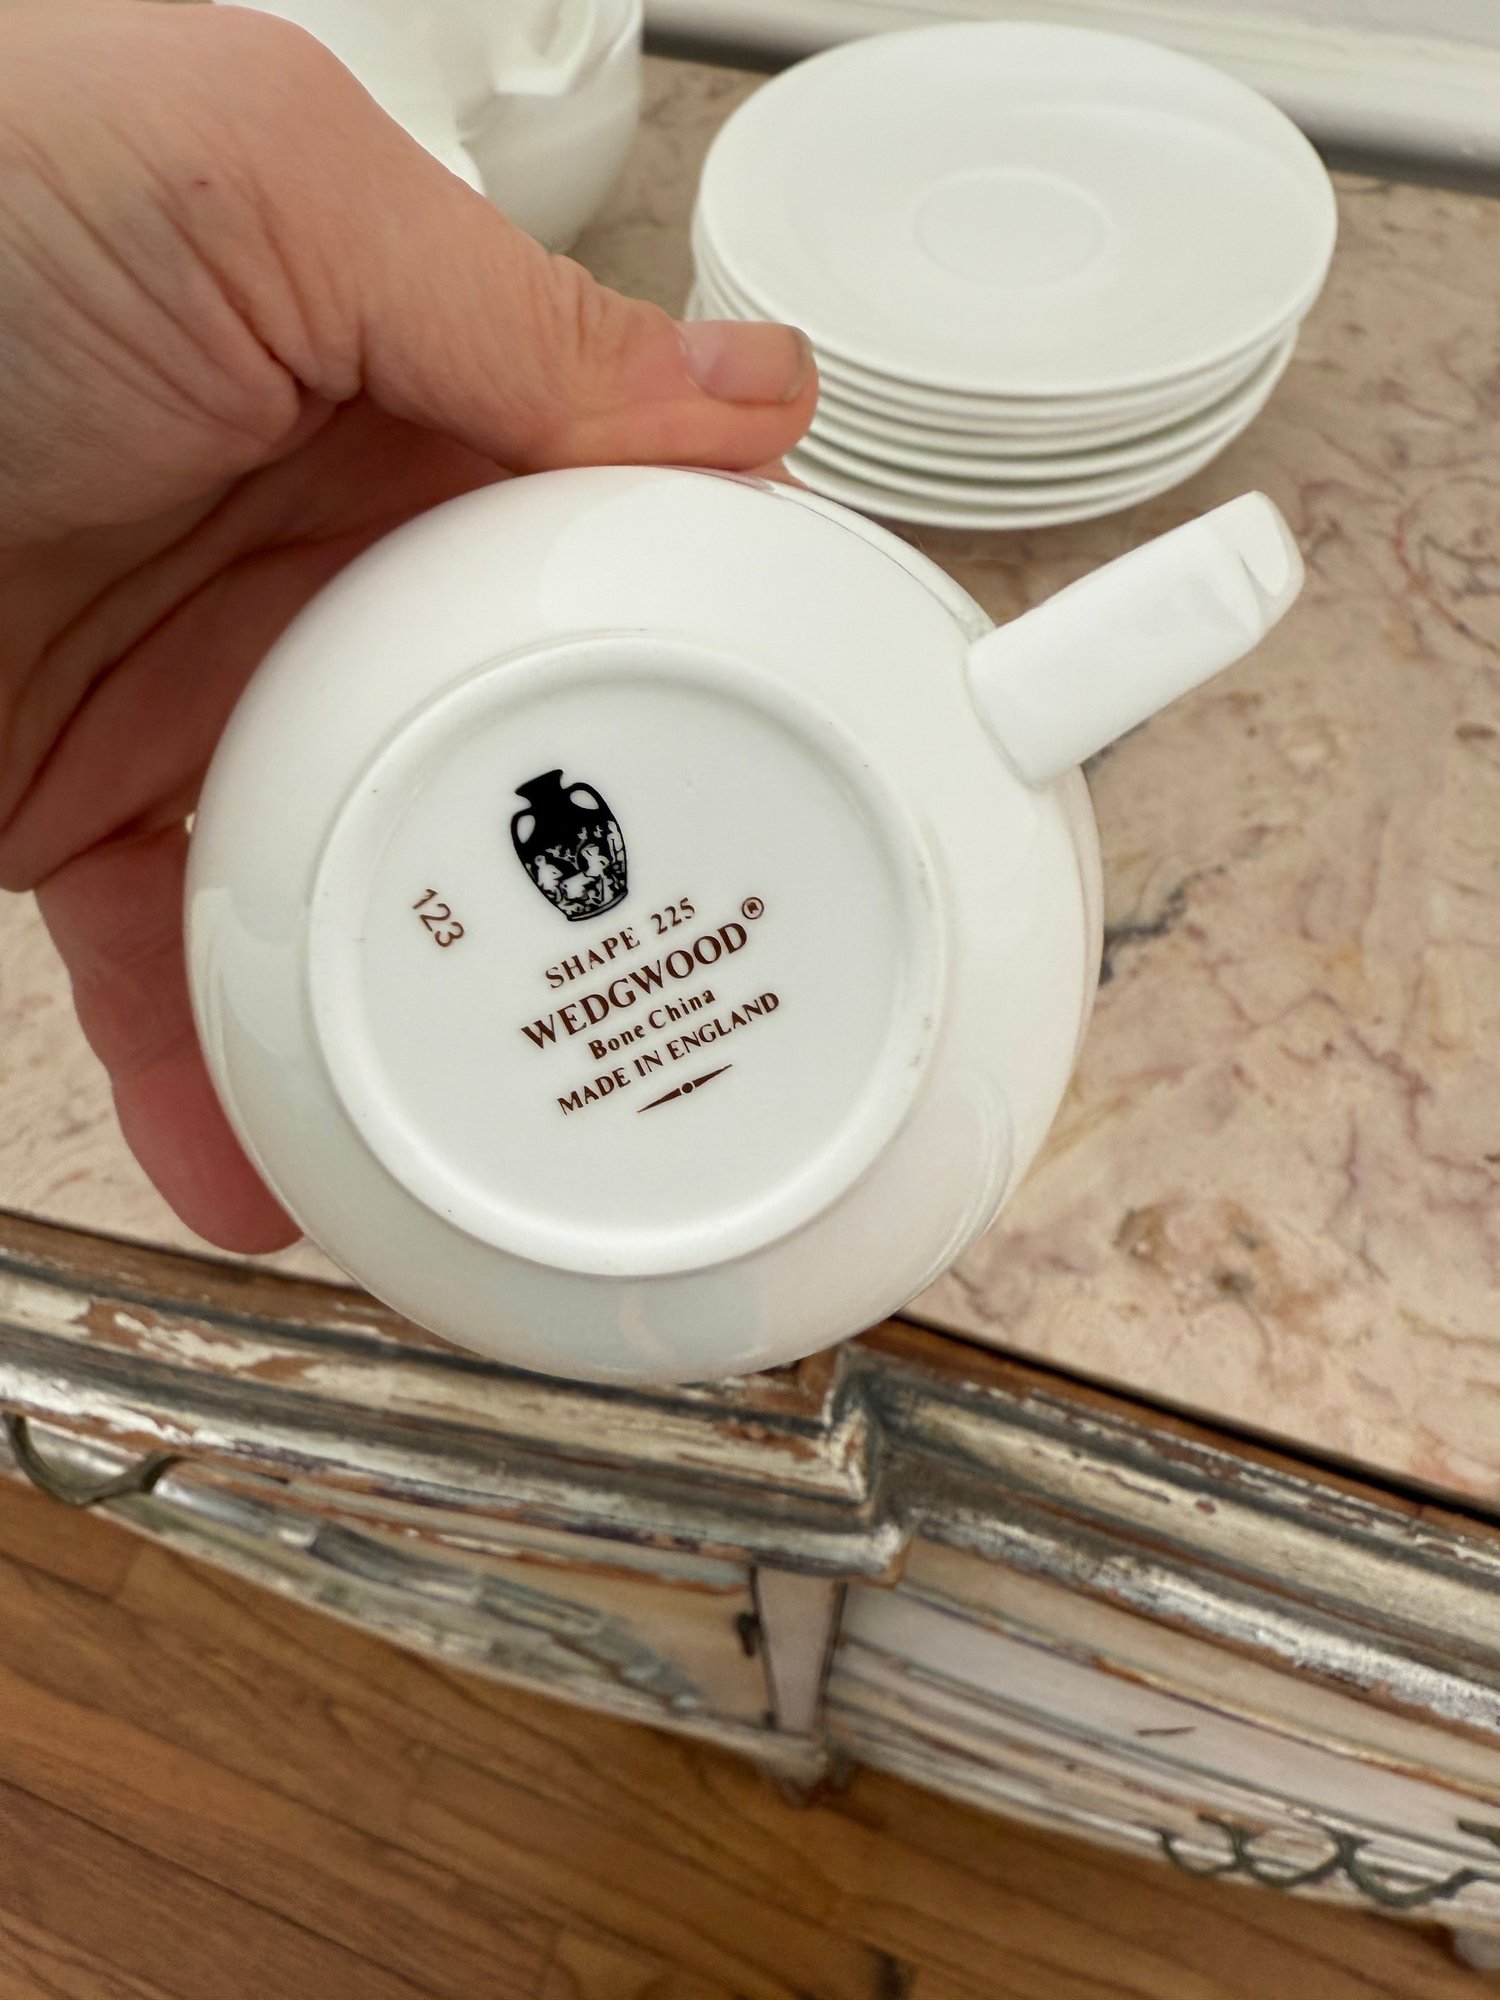 123
SHAPE 225
WEDGWOOD®
Bone China
MADE IN ENGLAND